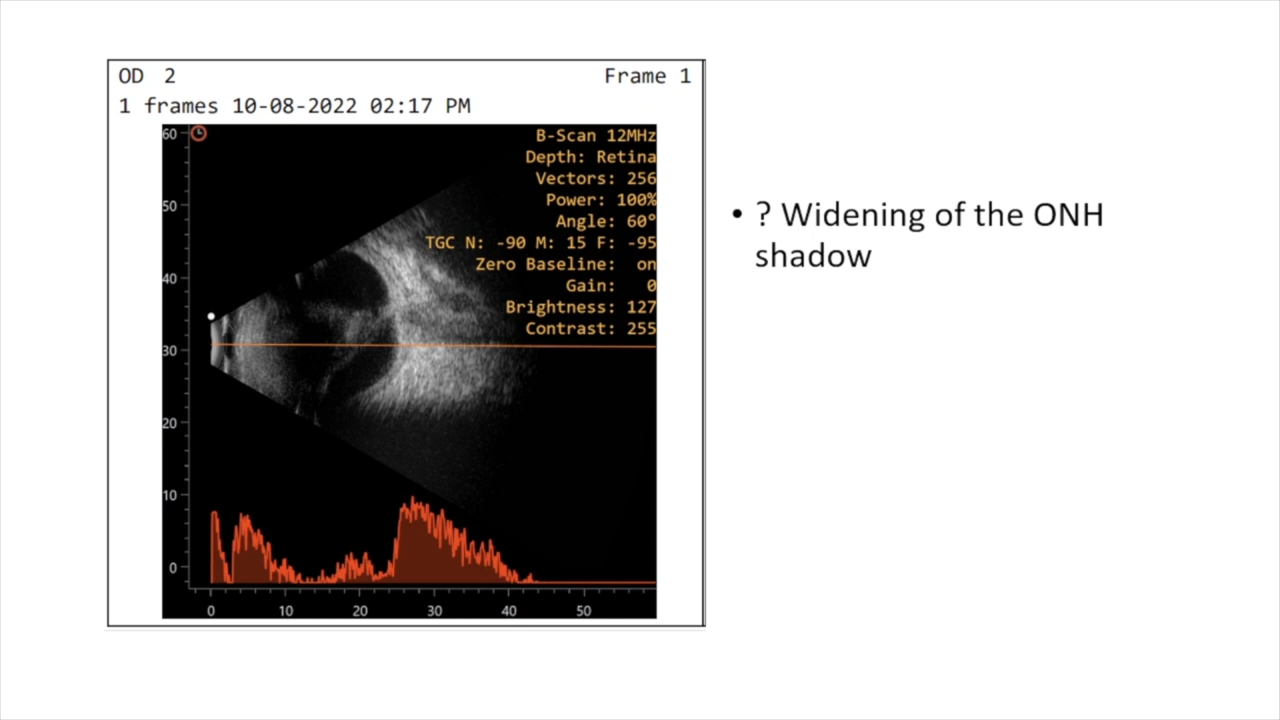 OD 2 Frame 1
1 frames 10-08-2022 02:17 PM
B-Scan 12MHz
Depth: Retina
Vectors: 256
Power: 100%
Angle: 60°
TGC N: -90 M: 15 F: -95
Zero Baseline: on
Gain: 0
Brightness: 127
Contrast: 255
60
50
40
30
20
10
0
0 10 20 30 40 50
• ? Widening of the ONH
shadow